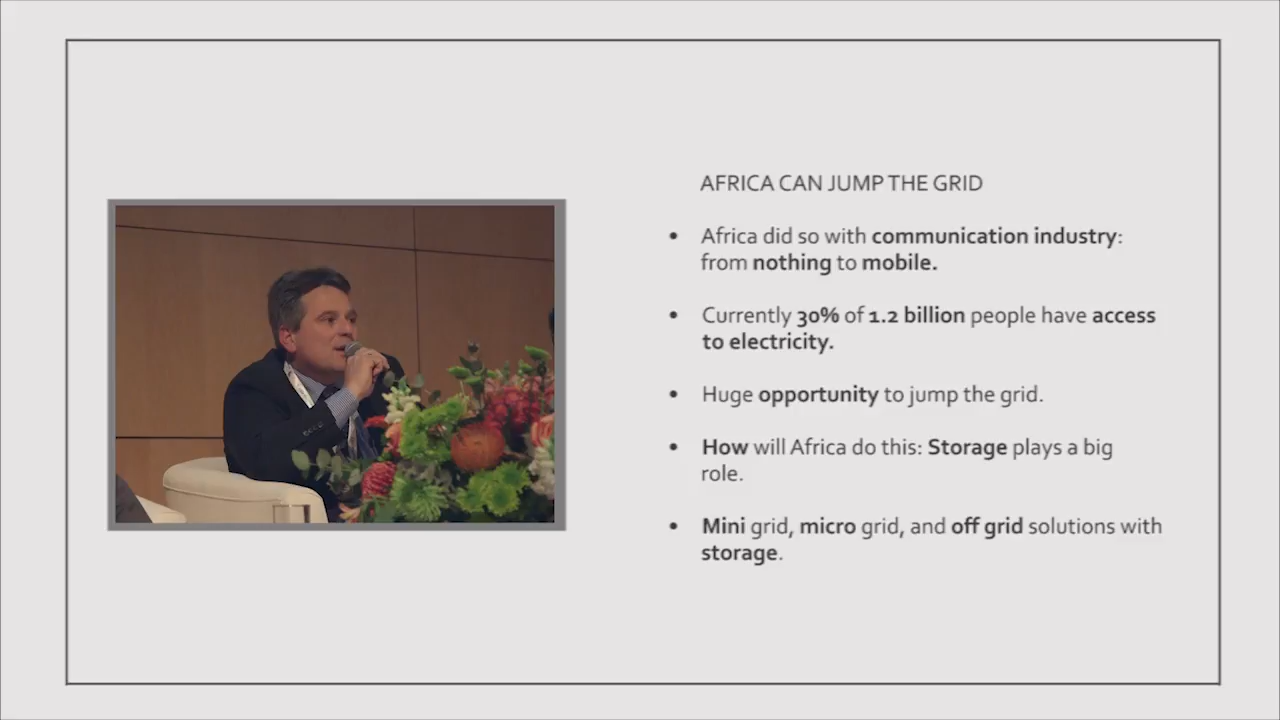 AFRICA CAN JUMP THE GRID
• Africa did so with communication industry:
from nothing to mobile.
• Currently 30% of 1.2 billion people have access
to electricity.
• Huge opportunity to jump the grid.
• How will Africa do this: Storage plays a big
role.
• Mini grid, micro grid, and off grid solutions with
storage.